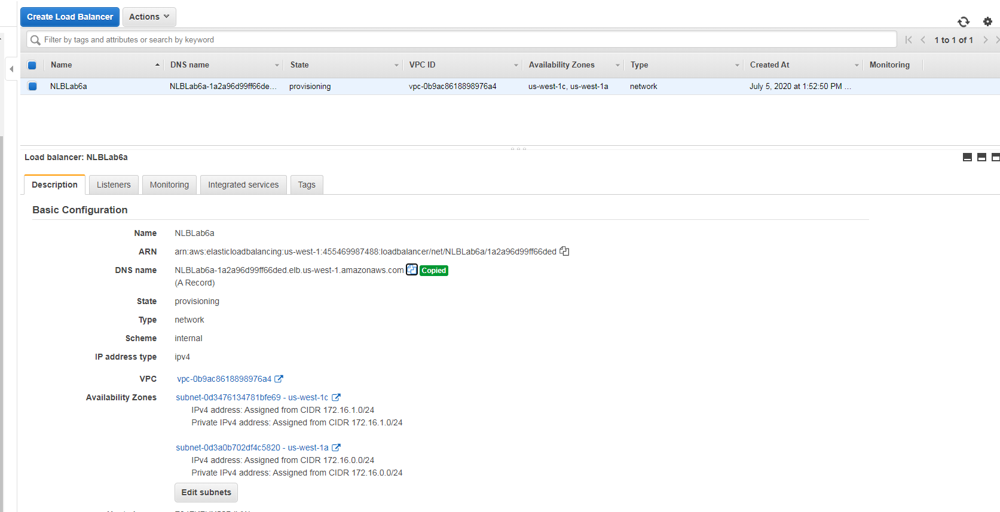 Create Load Balancer Actions
Filter by tags and attributes or search by keyword 1 to 1 of 1
Name DNS name State VPC ID Availability Zones Type Created At Monitoring
NLBLab6a NLBLab6a-1a2a96d99ff66de... provisioning vpc-0b9ac8618898976a4 us-west-1c, us-west-1a network July 5, 2020 at 1:52:50 PM ...
Load balancer: NLBLab6a
Description Listeners Monitoring Integrated services Tags
Basic Configuration
Name NLBLab6a
ARN arn:aws:elasticloadbalancing:us-west-1:455469987488:loadbalancer/net/NLBLab6a/1a2a96d99ff66ded
DNS name NLBLab6a-1a2a96d99ff66ded.elb.us-west-1.amazonaws.com Copied
(A Record)
State provisioning
Type network
Scheme internal
IP address type ipv4
VPC vpc-0b9ac8618898976a4
Availability Zones subnet-0d3476134781bfe69 - us-west-1c
IPv4 address: Assigned from CIDR 172.16.1.0/24
Private IPv4 address: Assigned from CIDR 172.16.1.0/24
subnet-0d3a0b702df4c5820 - us-west-1a
IPv4 address: Assigned from CIDR 172.16.0.0/24
Private IPv4 address: Assigned from CIDR 172.16.0.0/24
Edit subnets